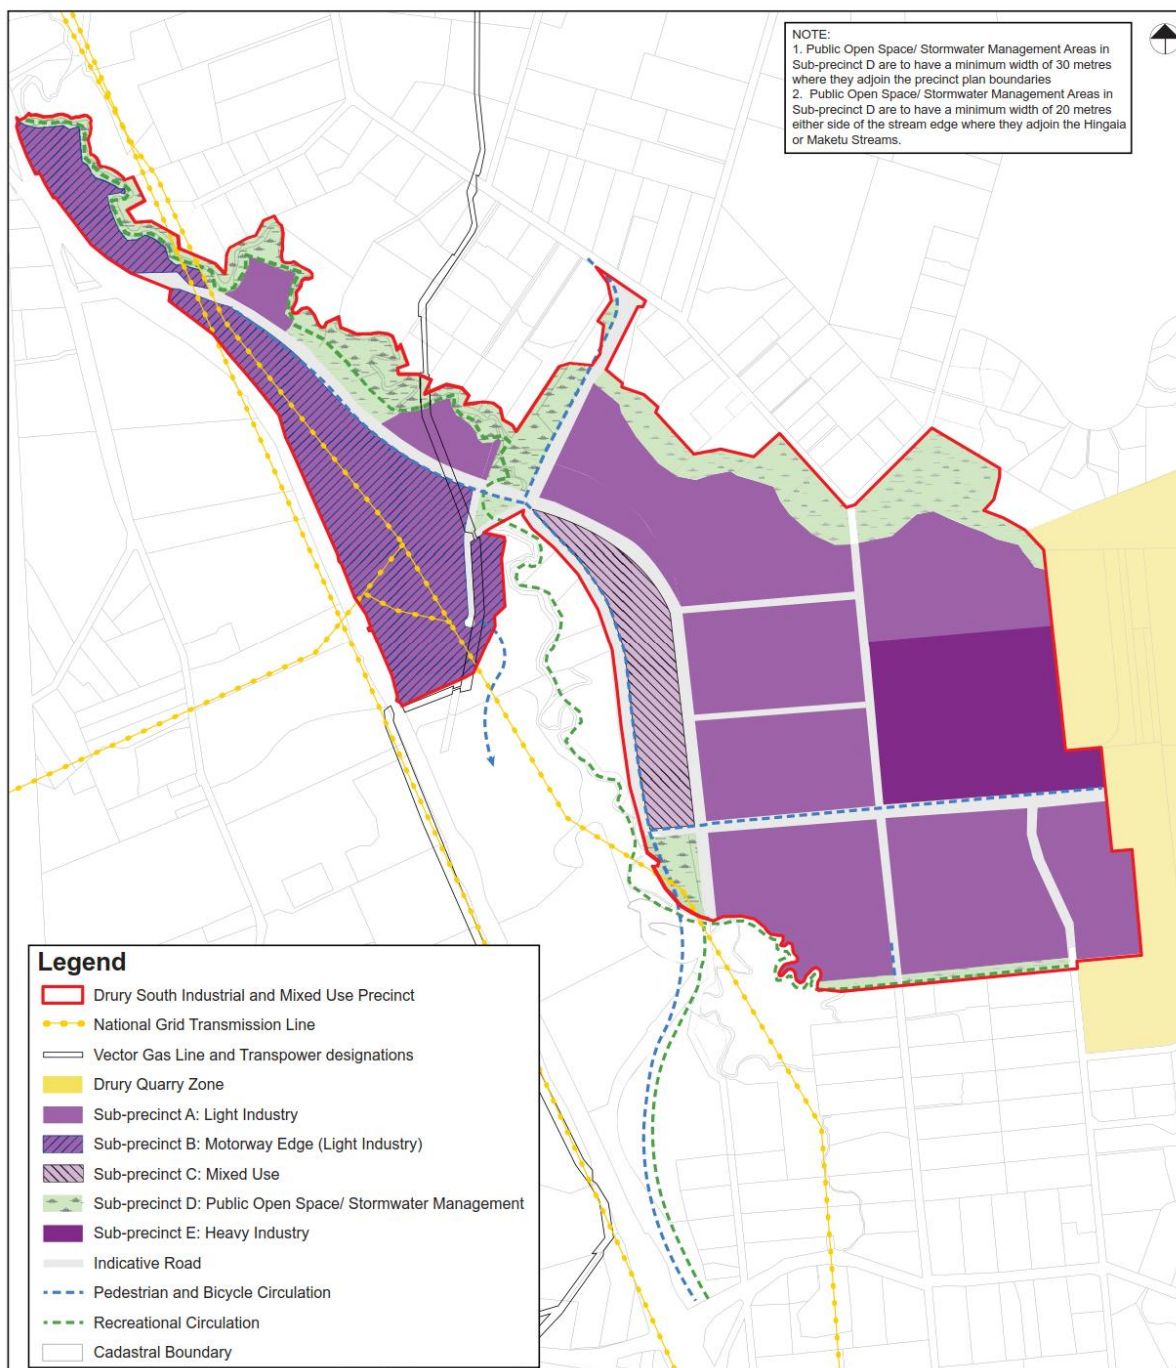 NOTE:
1. Public Open Space/ Stormwater Management Areas in
Sub-precinct D are to have a minimum width of 30 metres
where they adjoin the precinct plan boundaries
2. Public Open Space/ Stormwater Management Areas in
Sub-precinct D are to have a minimum width of 20 metres
either side of the stream edge where they adjoin the Hingaia
or Maketu Streams.
Legend
Drury South Industrial and Mixed Use Precinct
National Grid Transmission Line
Vector Gas Line and Transpower designations
Drury Quarry Zone
Sub-precinct A: Light Industry
Sub-precinct B: Motorway Edge (Light Industry)
Sub-precinct C: Mixed Use
Sub-precinct D: Public Open Space/ Stormwater Management
Sub-precinct E: Heavy Industry
Indicative Road
Pedestrian and Bicycle Circulation
Recreational Circulation
Cadastral Boundary